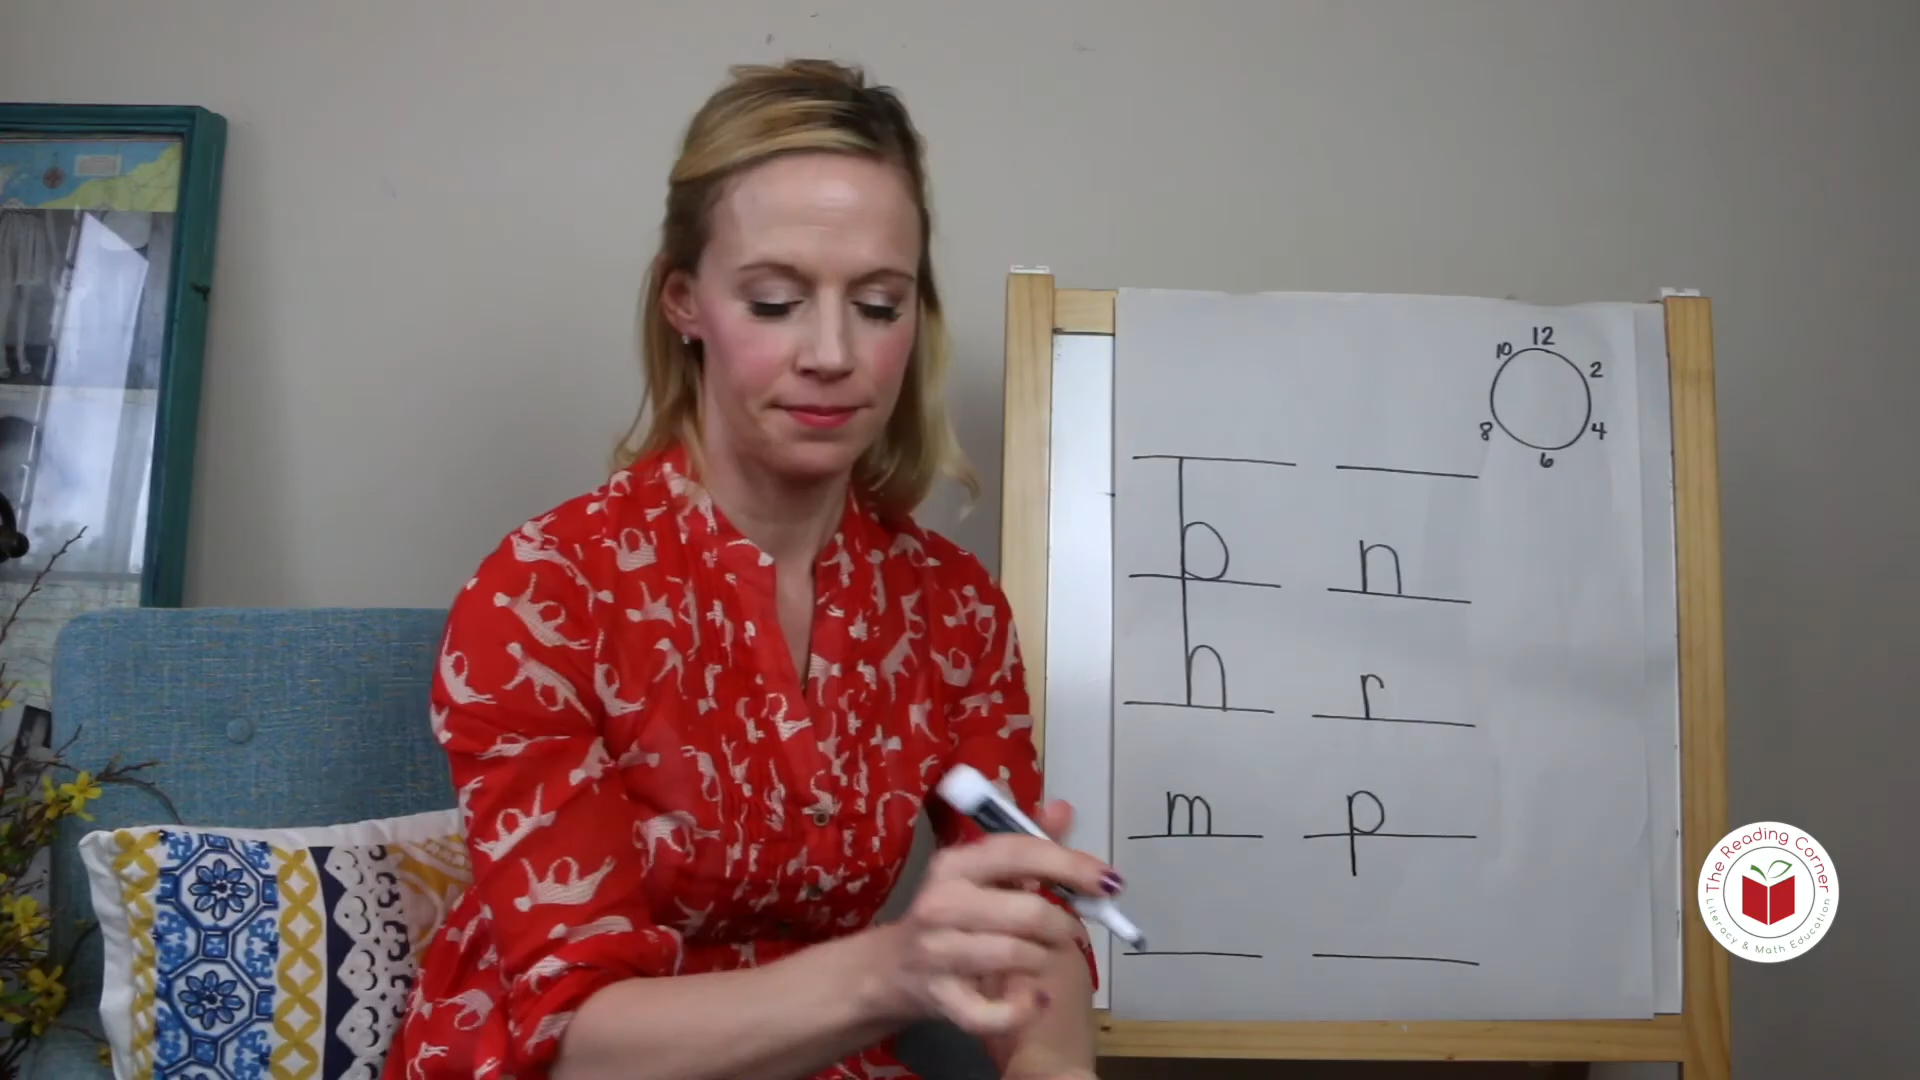 12
10 2
8 4
6
b n
h r
m p
The Reading Corner
Literacy & Math Education